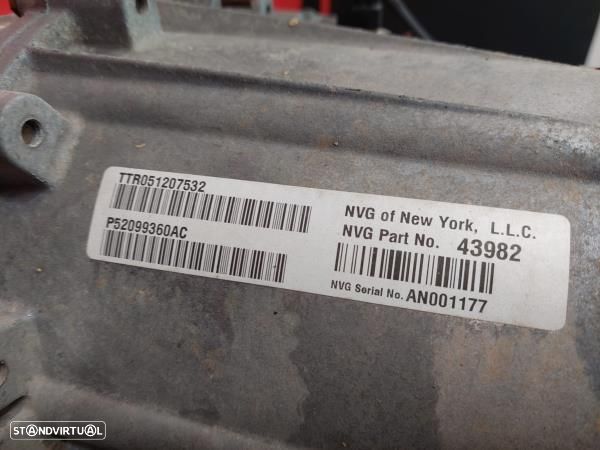 TTR051207532
P52099360AC
NVG of New York, L.L.C.
NVG Part No. 43982
NVG Serial No. AN001177
STANDVIRTUAL